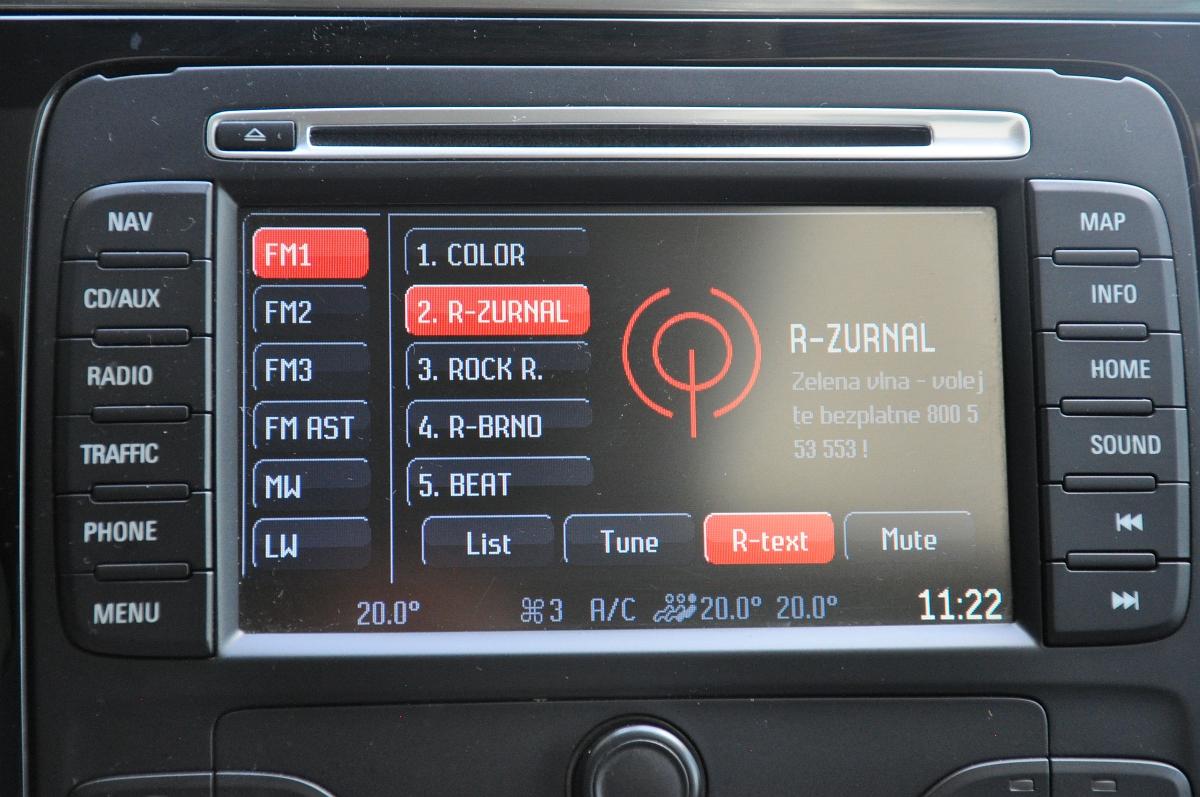 NAV
CD/AUX
RADIO
TRAFFIC
PHONE
MENU
FM1
FM2
FM3
FM AST
MW
LW
1. COLOR
2. R-ZURNAL
3. ROCK R.
4. R-BRNO
5. BEAT
R-ZURNAL
Zelena vlna - volej
te bezplatne 800 5
53 553 !
List Tune R-text Mute
20.0° 3 A/C 20.0° 20.0° 11:22
MAP
INFO
HOME
SOUND